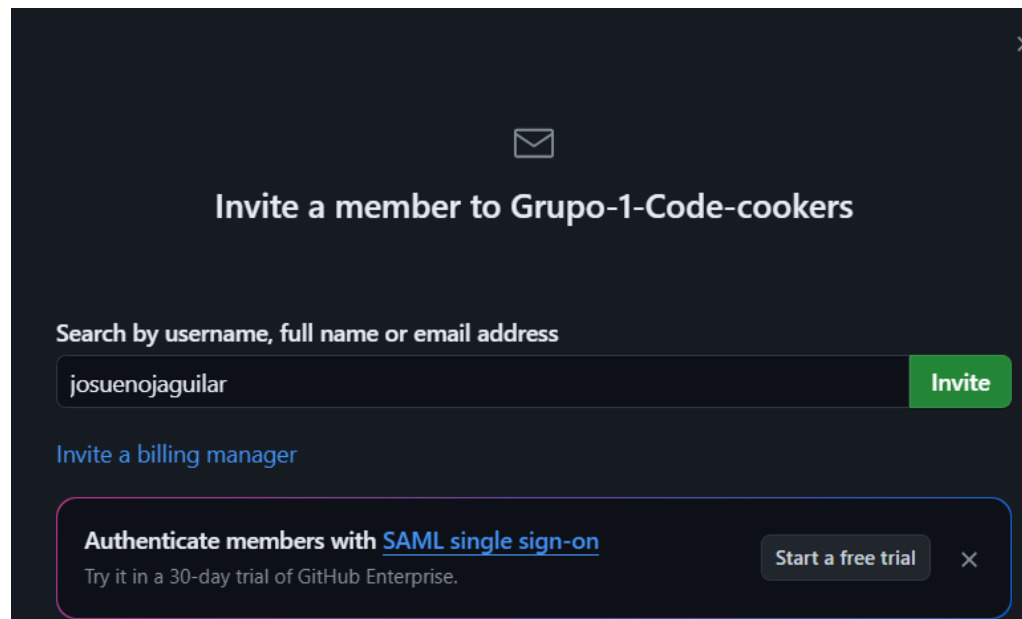 Invite a member to Grupo-1-Code-cookers
Search by username, full name or email address
josuenojaguilar
Invite
Invite a billing manager
Authenticate members with SAML single sign-on
Try it in a 30-day trial of GitHub Enterprise.
Start a free trial